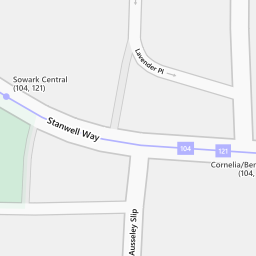 Lavender Pl
Sowark Central
(104, 121)
Stanwell Way
104
121
Cornelia/Ber
(104,
Ausseley Slip